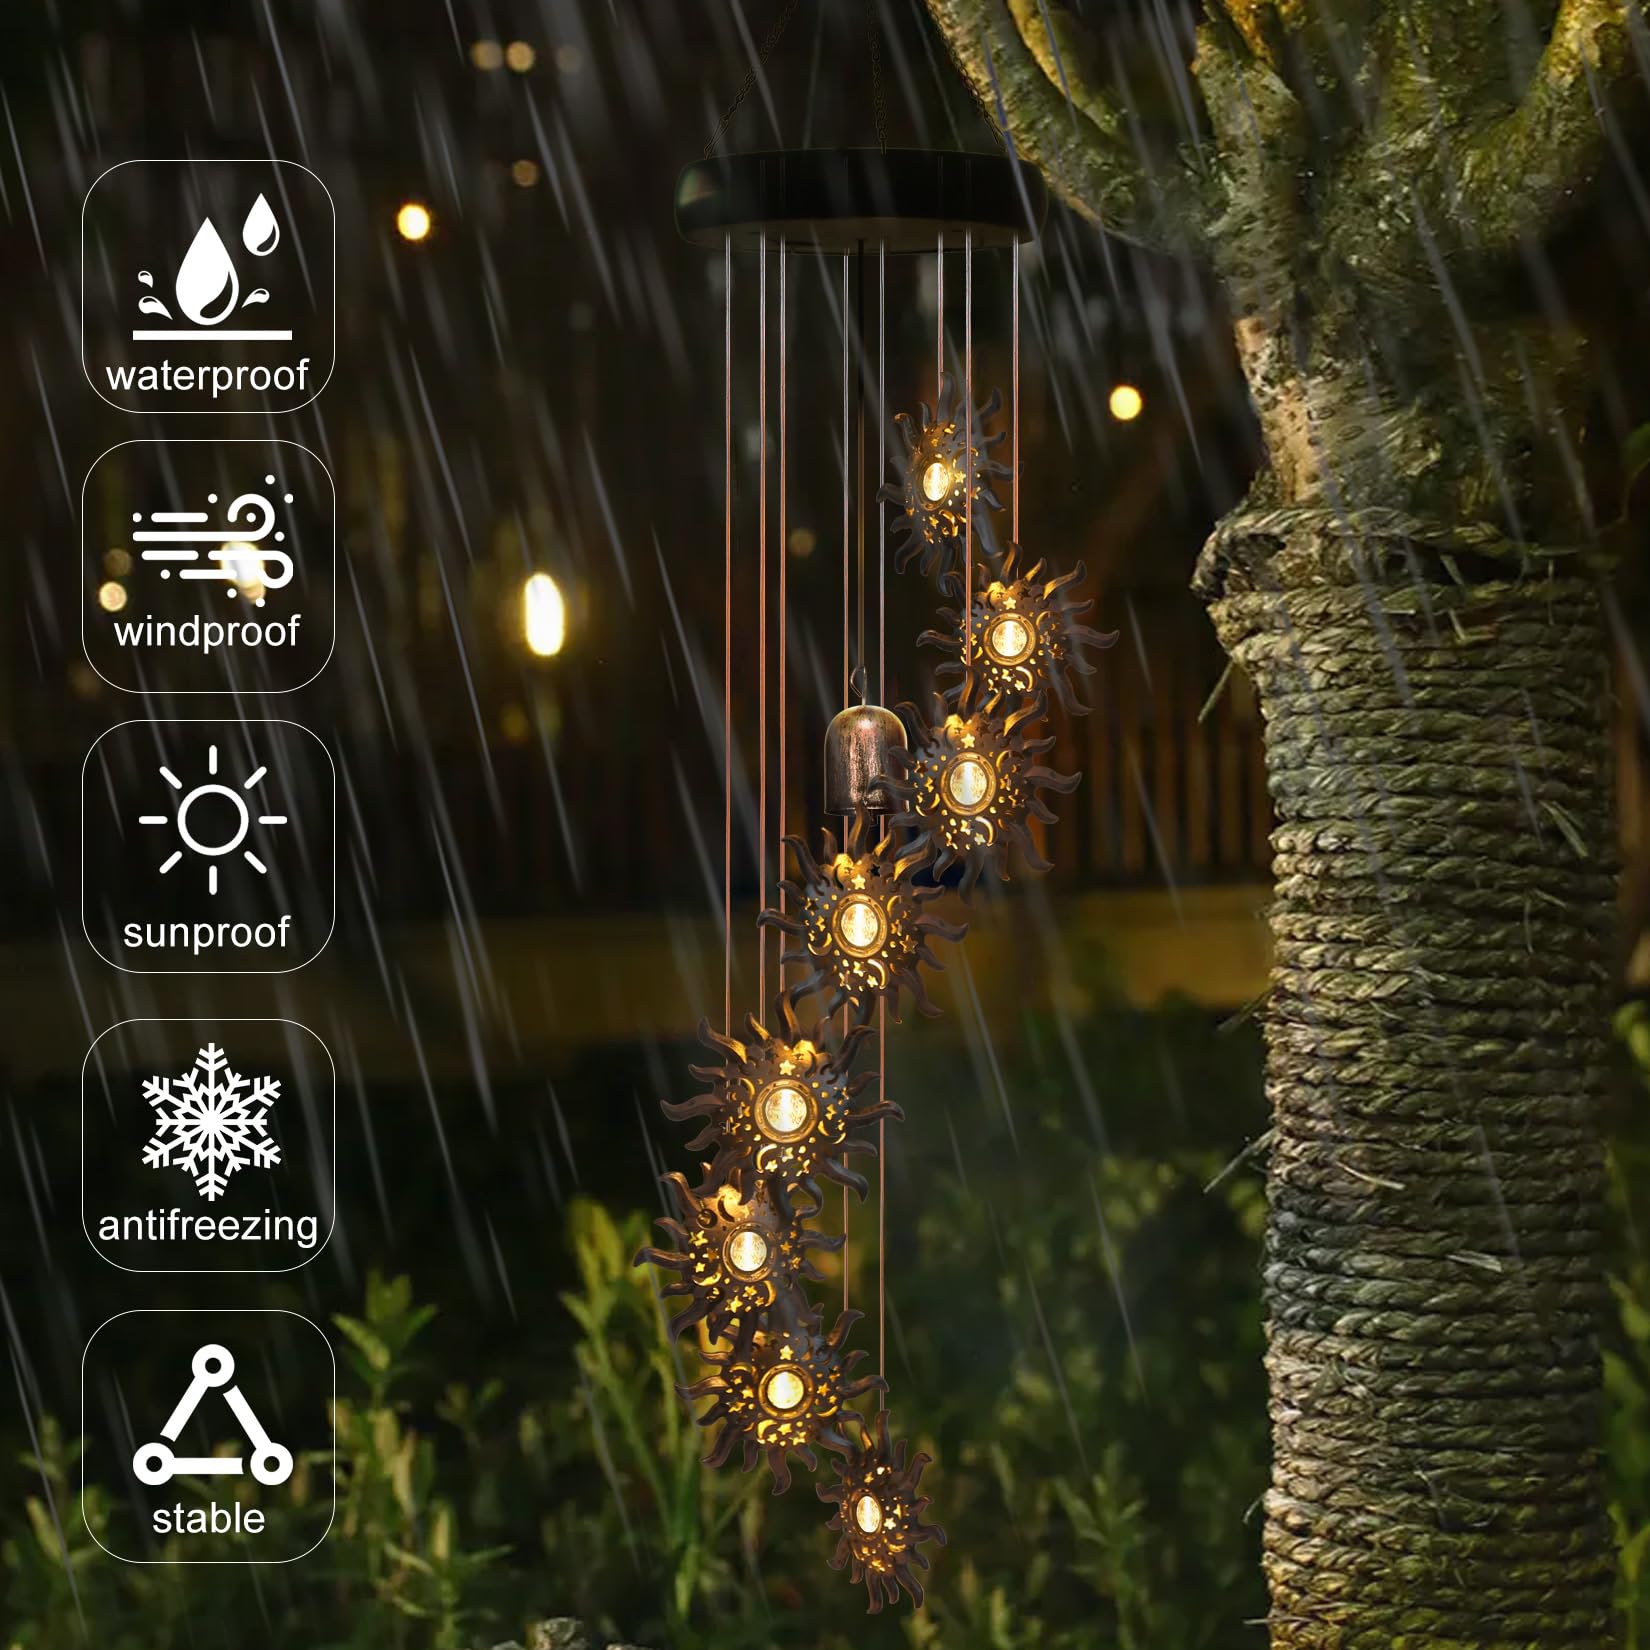 waterproof
windproof
sunproof
antifreezing
stable